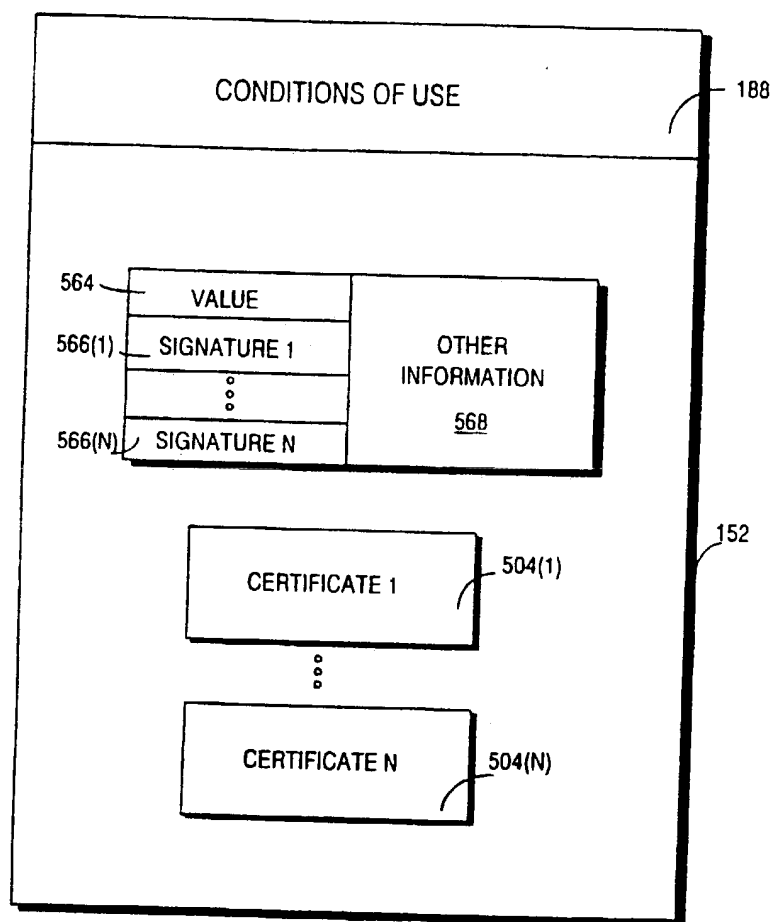 CONDITIONS OF USE
188
564
VALUE
566(1)
SIGNATURE 1
566(N)
SIGNATURE N
OTHER
INFORMATION
568
152
CERTIFICATE 1
504(1)
CERTIFICATE N
504(N)